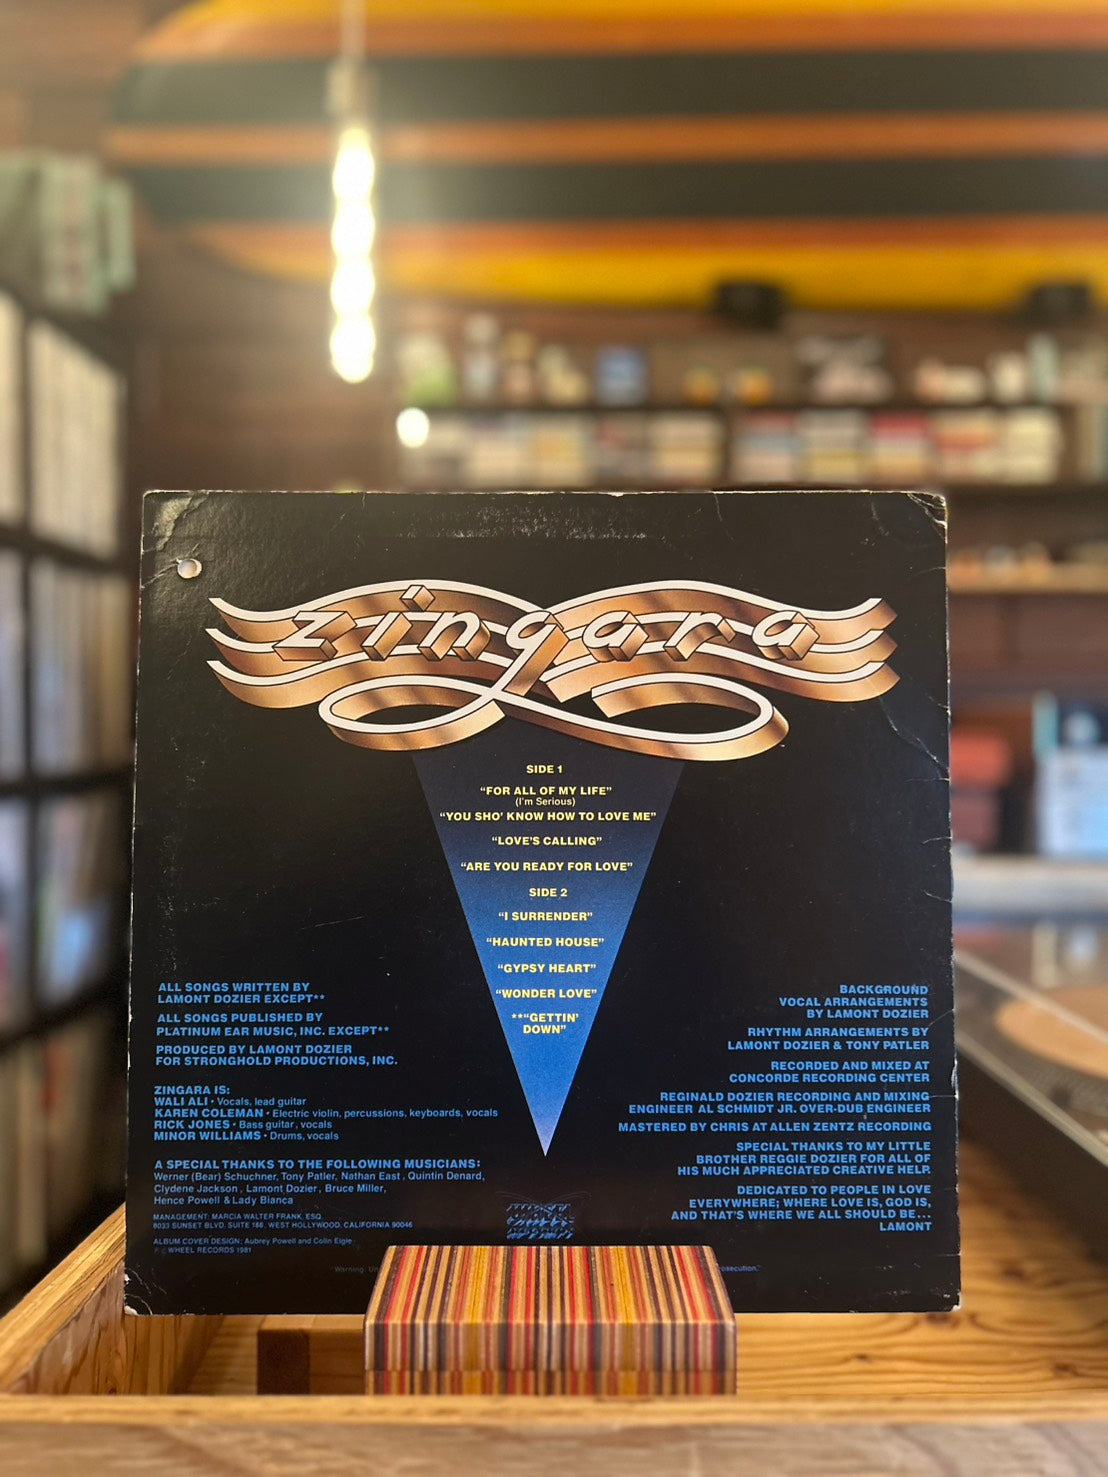 zingara
SIDE 1
"FOR ALL OF MY LIFE"
(I'm Serious)
"YOU SHO' KNOW HOW TO LOVE ME"
"LOVE'S CALLING"
"ARE YOU READY FOR LOVE"
SIDE 2
"I SURRENDER"
"HAUNTED HOUSE"
"GYPSY HEART"
"WONDER LOVE"
**"GETTIN'
DOWN"
ALL SONGS WRITTEN BY
LAMONT DOZIER EXCEPT**
ALL SONGS PUBLISHED BY
PLATINUM EAR MUSIC, INC. EXCEPT**
PRODUCED BY LAMONT DOZIER
FOR STRONGHOLD PRODUCTIONS, INC.
ZINGARA IS:
WALI ALI • Vocals, lead guitar
KAREN COLEMAN • Electric violin, percussions, keyboards, vocals
RICK JONES • Bass guitar, vocals
MINOR WILLIAMS • Drums, vocals
A SPECIAL THANKS TO THE FOLLOWING MUSICIANS:
Werner (Bear) Schuchner, Tony Patler, Nathan East, Quintin Denard,
Clydene Jackson, Lamont Dozier, Bruce Miller,
Hence Powell & Lady Bianca
MANAGEMENT: MARCIA WALTER FRANK, ESQ.
SUNSET BLVD. SUITE 188. WEST HOLLYWOOD, CALIFORNIA 90046
ALBUM COVER DESIGN: Aubrey Powell and Colin Elgie
WHEEL RECORDS 1981
BACKGROUND
VOCAL ARRANGEMENTS
BY LAMONT DOZIER
RHYTHM ARRANGEMENTS BY
LAMONT DOZIER & TONY PATLER
RECORDED AND MIXED AT
CONCORDE RECORDING CENTER
REGINALD DOZIER RECORDING AND MIXING
ENGINEER AL SCHMIDT JR. OVER-DUB ENGINEER
MASTERED BY CHRIS AT ALLEN ZENTZ RECORDING
SPECIAL THANKS TO MY LITTLE
BROTHER REGGIE DOZIER FOR ALL OF
HIS MUCH APPRECIATED CREATIVE HELP.
DEDICATED TO PEOPLE IN LOVE
EVERYWHERE; WHERE LOVE IS, GOD IS,
AND THAT'S WHERE WE ALL SHOULD BE...
LAMONT
Warning: